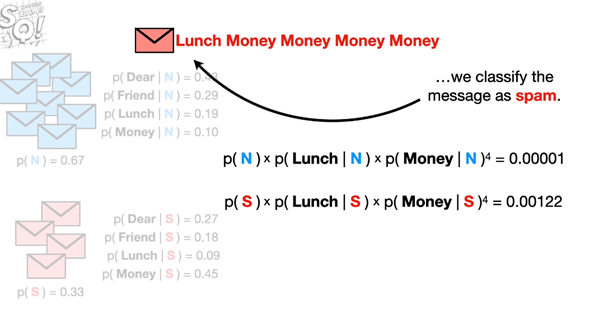 SQ!
Lunch Money Money Money Money
…we classify the
message as spam.
p( Dear | N ) = 0.43
p( Friend | N ) = 0.29
p( Lunch | N ) = 0.19
p( Money | N ) = 0.10
p( N ) = 0.67
p( N ) x p( Lunch | N ) x p( Money | N )⁴ = 0.00001
p( S ) x p( Lunch | S ) x p( Money | S )⁴ = 0.00122
p( Dear | S ) = 0.27
p( Friend | S ) = 0.18
p( Lunch | S ) = 0.09
p( Money | S ) = 0.45
p( S ) = 0.33